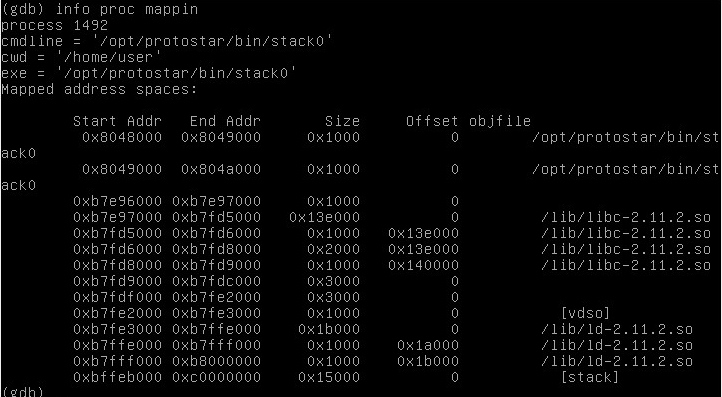 (gdb) info proc mappin
process 1492
cmdline = '/opt/protostar/bin/stack0'
cwd = '/home/user'
exe = '/opt/protostar/bin/stack0'
Mapped address spaces:
Start Addr End Addr Size Offset objfile
0x8048000 0x8049000 0x1000 0 /opt/protostar/bin/st
ack0
0x8049000 0x804a000 0x1000 0 /opt/protostar/bin/st
ack0
0xb7e96000 0xb7e97000 0x1000 0
0xb7e97000 0xb7fd5000 0x13e000 0 /lib/libc-2.11.2.so
0xb7fd5000 0xb7fd6000 0x1000 0x13e000 /lib/libc-2.11.2.so
0xb7fd6000 0xb7fd8000 0x2000 0x13e000 /lib/libc-2.11.2.so
0xb7fd8000 0xb7fd9000 0x1000 0x140000 /lib/libc-2.11.2.so
0xb7fd9000 0xb7fdc000 0x3000 0
0xb7fdf000 0xb7fe2000 0x3000 0
0xb7fe2000 0xb7fe3000 0x1000 0 [vdso]
0xb7fe3000 0xb7ffe000 0x1b000 0 /lib/ld-2.11.2.so
0xb7ffe000 0xb7fff000 0x1000 0x1a000 /lib/ld-2.11.2.so
0xb7fff000 0xb8000000 0x1000 0x1b000 /lib/ld-2.11.2.so
0xbffeb000 0xc0000000 0x15000 0 [stack]
(gdb)